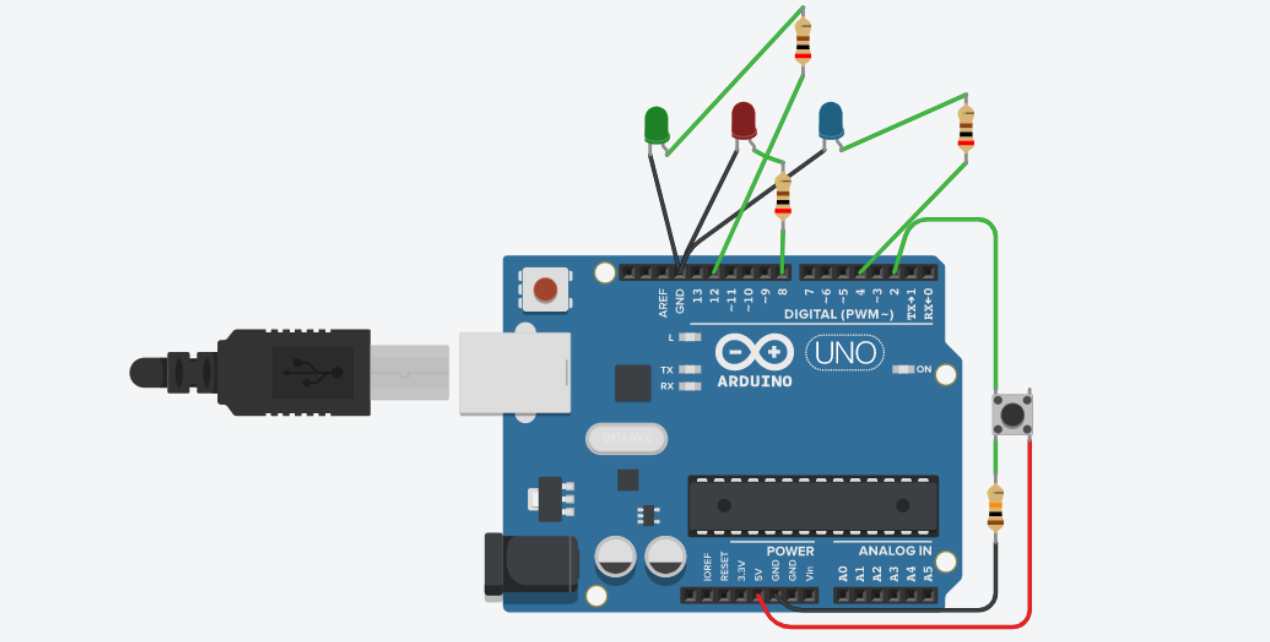 AREF
GND
13
12
~11
~10
~9
8
7
~6
~5
4
~3
2
TX→1
RX←0
DIGITAL (PWM~)
L
TX
RX
UNO
ARDUINO
ON
POWER
ANALOG IN
IOREF
RESET
3.3V
5V
GND
GND
Vin
A0
A1
A2
A3
A4
A5